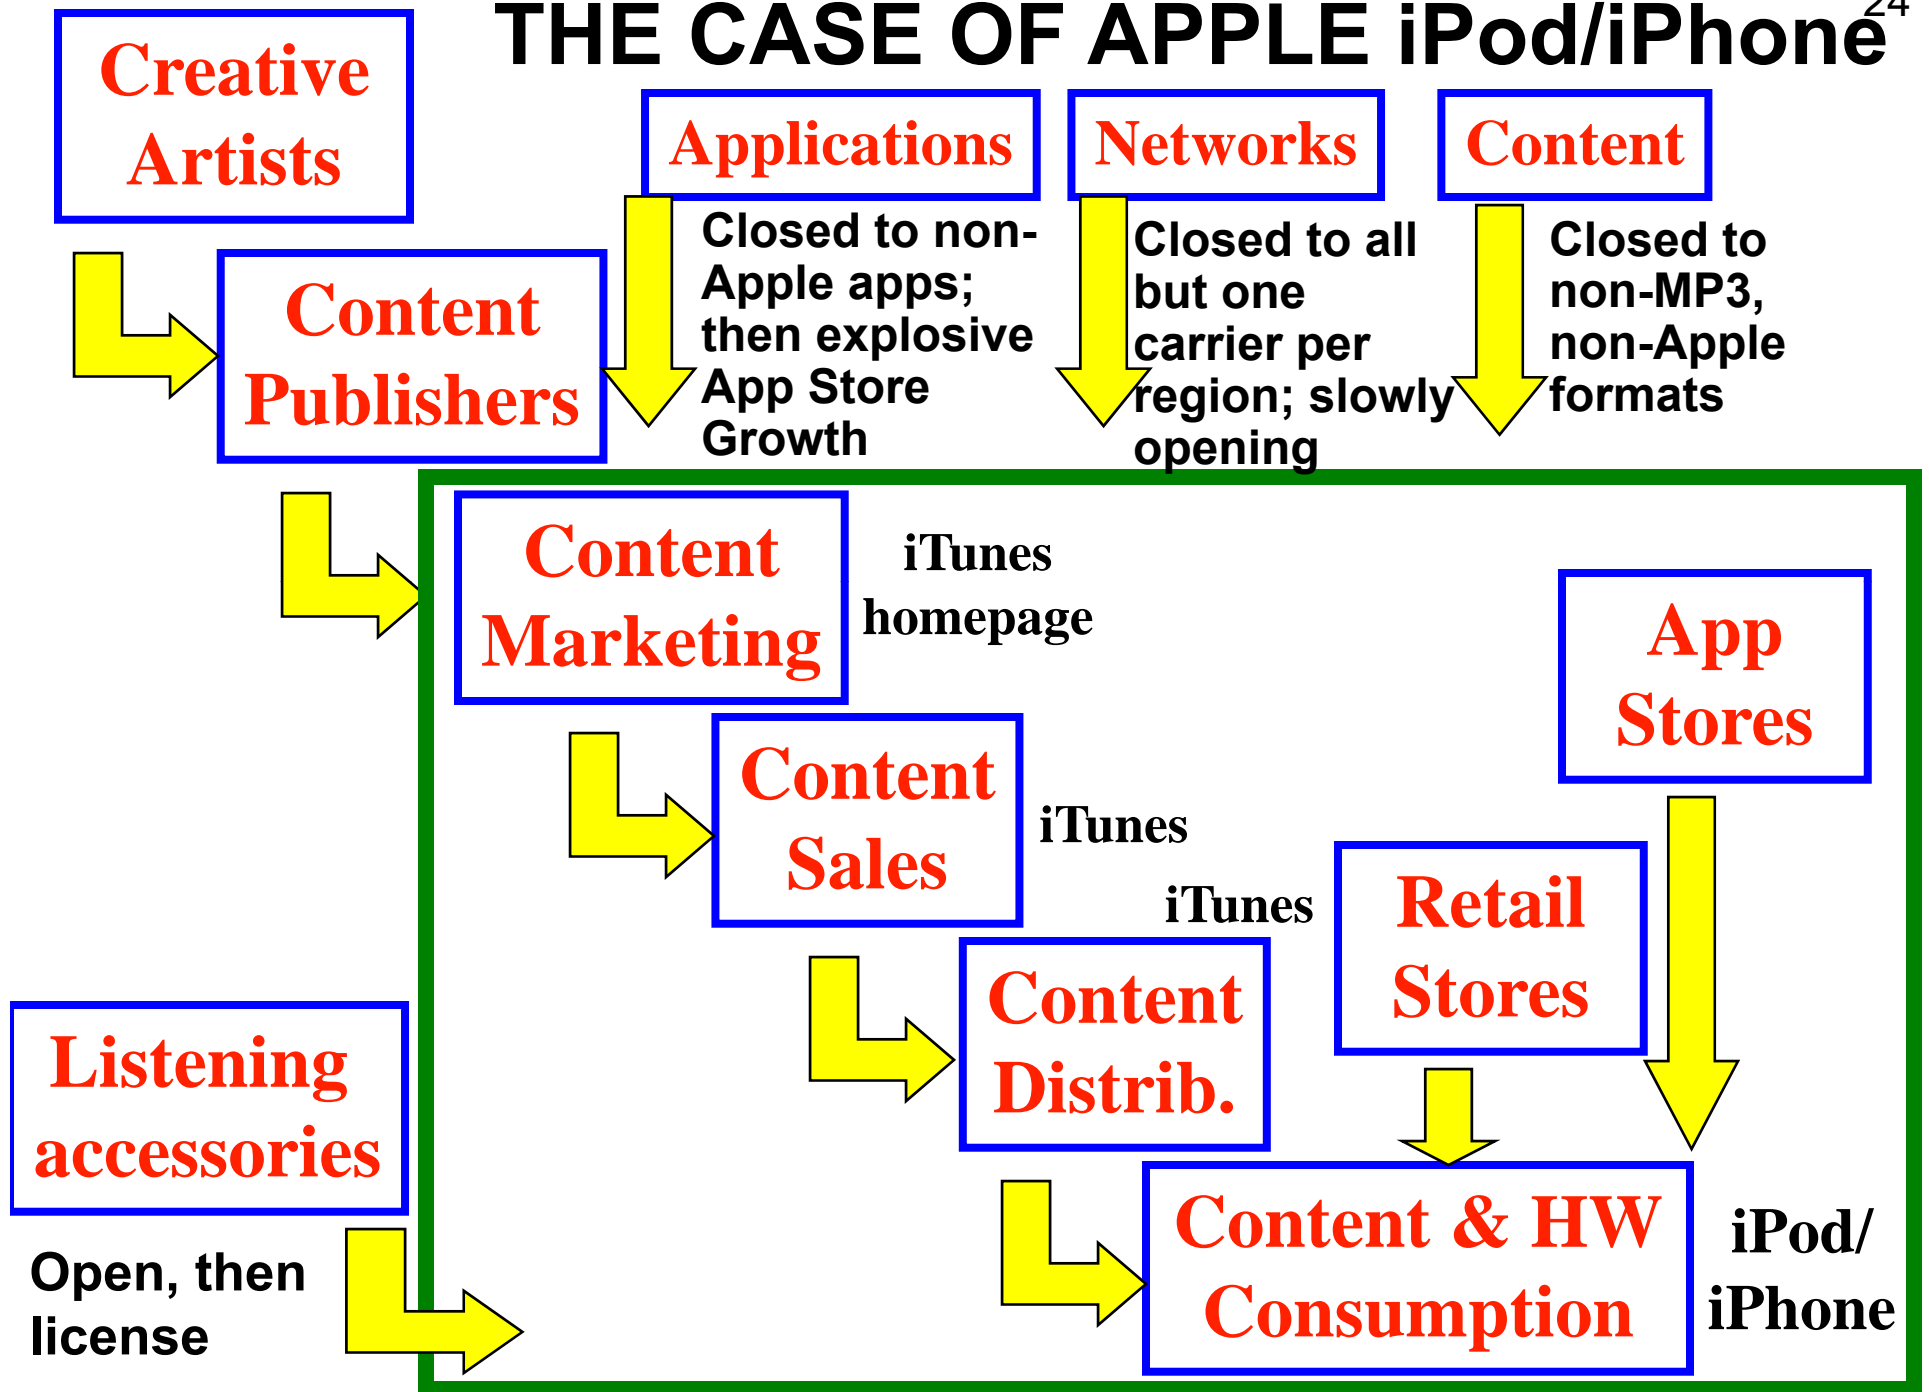 24
THE CASE OF APPLE iPod/iPhone
Creative
Artists
Applications
Networks
Content
Closed to non-
Apple apps;
then explosive
App Store
Growth
Closed to all
but one
carrier per
region; slowly
opening
Closed to
non-MP3,
non-Apple
formats
Content
Publishers
Content
Marketing
iTunes
homepage
App
Stores
Content
Sales
iTunes
iTunes
Retail
Stores
Content
Distrib.
Listening
accessories
Open, then
license
Content & HW
Consumption
iPod/
iPhone